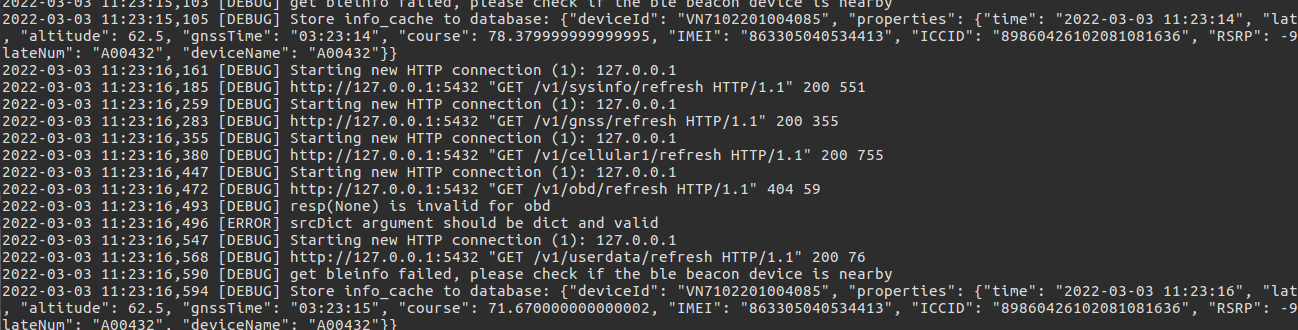 2022-03-03 11:23:15,103 [DEBUG] get bleinfo failed, please check if the ble beacon device is nearby
2022-03-03 11:23:15,105 [DEBUG] Store info_cache to database: {"deviceId": "VN7102201004085", "properties": {"time": "2022-03-03 11:23:14", "lat
, "altitude": 62.5, "gnssTime": "03:23:14", "course": 78.379999999999995, "IMEI": "863305040534413", "ICCID": "89860426102081081636", "RSRP": -9
lateNum": "A00432", "deviceName": "A00432"}}
2022-03-03 11:23:16,161 [DEBUG] Starting new HTTP connection (1): 127.0.0.1
2022-03-03 11:23:16,185 [DEBUG] http://127.0.0.1:5432 "GET /v1/sysinfo/refresh HTTP/1.1" 200 551
2022-03-03 11:23:16,259 [DEBUG] Starting new HTTP connection (1): 127.0.0.1
2022-03-03 11:23:16,283 [DEBUG] http://127.0.0.1:5432 "GET /v1/gnss/refresh HTTP/1.1" 200 355
2022-03-03 11:23:16,355 [DEBUG] Starting new HTTP connection (1): 127.0.0.1
2022-03-03 11:23:16,380 [DEBUG] http://127.0.0.1:5432 "GET /v1/cellular1/refresh HTTP/1.1" 200 755
2022-03-03 11:23:16,447 [DEBUG] Starting new HTTP connection (1): 127.0.0.1
2022-03-03 11:23:16,472 [DEBUG] http://127.0.0.1:5432 "GET /v1/obd/refresh HTTP/1.1" 404 59
2022-03-03 11:23:16,493 [DEBUG] resp(None) is invalid for obd
2022-03-03 11:23:16,496 [ERROR] srcDict argument should be dict and valid
2022-03-03 11:23:16,547 [DEBUG] Starting new HTTP connection (1): 127.0.0.1
2022-03-03 11:23:16,568 [DEBUG] http://127.0.0.1:5432 "GET /v1/userdata/refresh HTTP/1.1" 200 76
2022-03-03 11:23:16,590 [DEBUG] get bleinfo failed, please check if the ble beacon device is nearby
2022-03-03 11:23:16,594 [DEBUG] Store info_cache to database: {"deviceId": "VN7102201004085", "properties": {"time": "2022-03-03 11:23:16", "lat
, "altitude": 62.5, "gnssTime": "03:23:15", "course": 71.670000000000002, "IMEI": "863305040534413", "ICCID": "89860426102081081636", "RSRP": -9
lateNum": "A00432", "deviceName": "A00432"}}